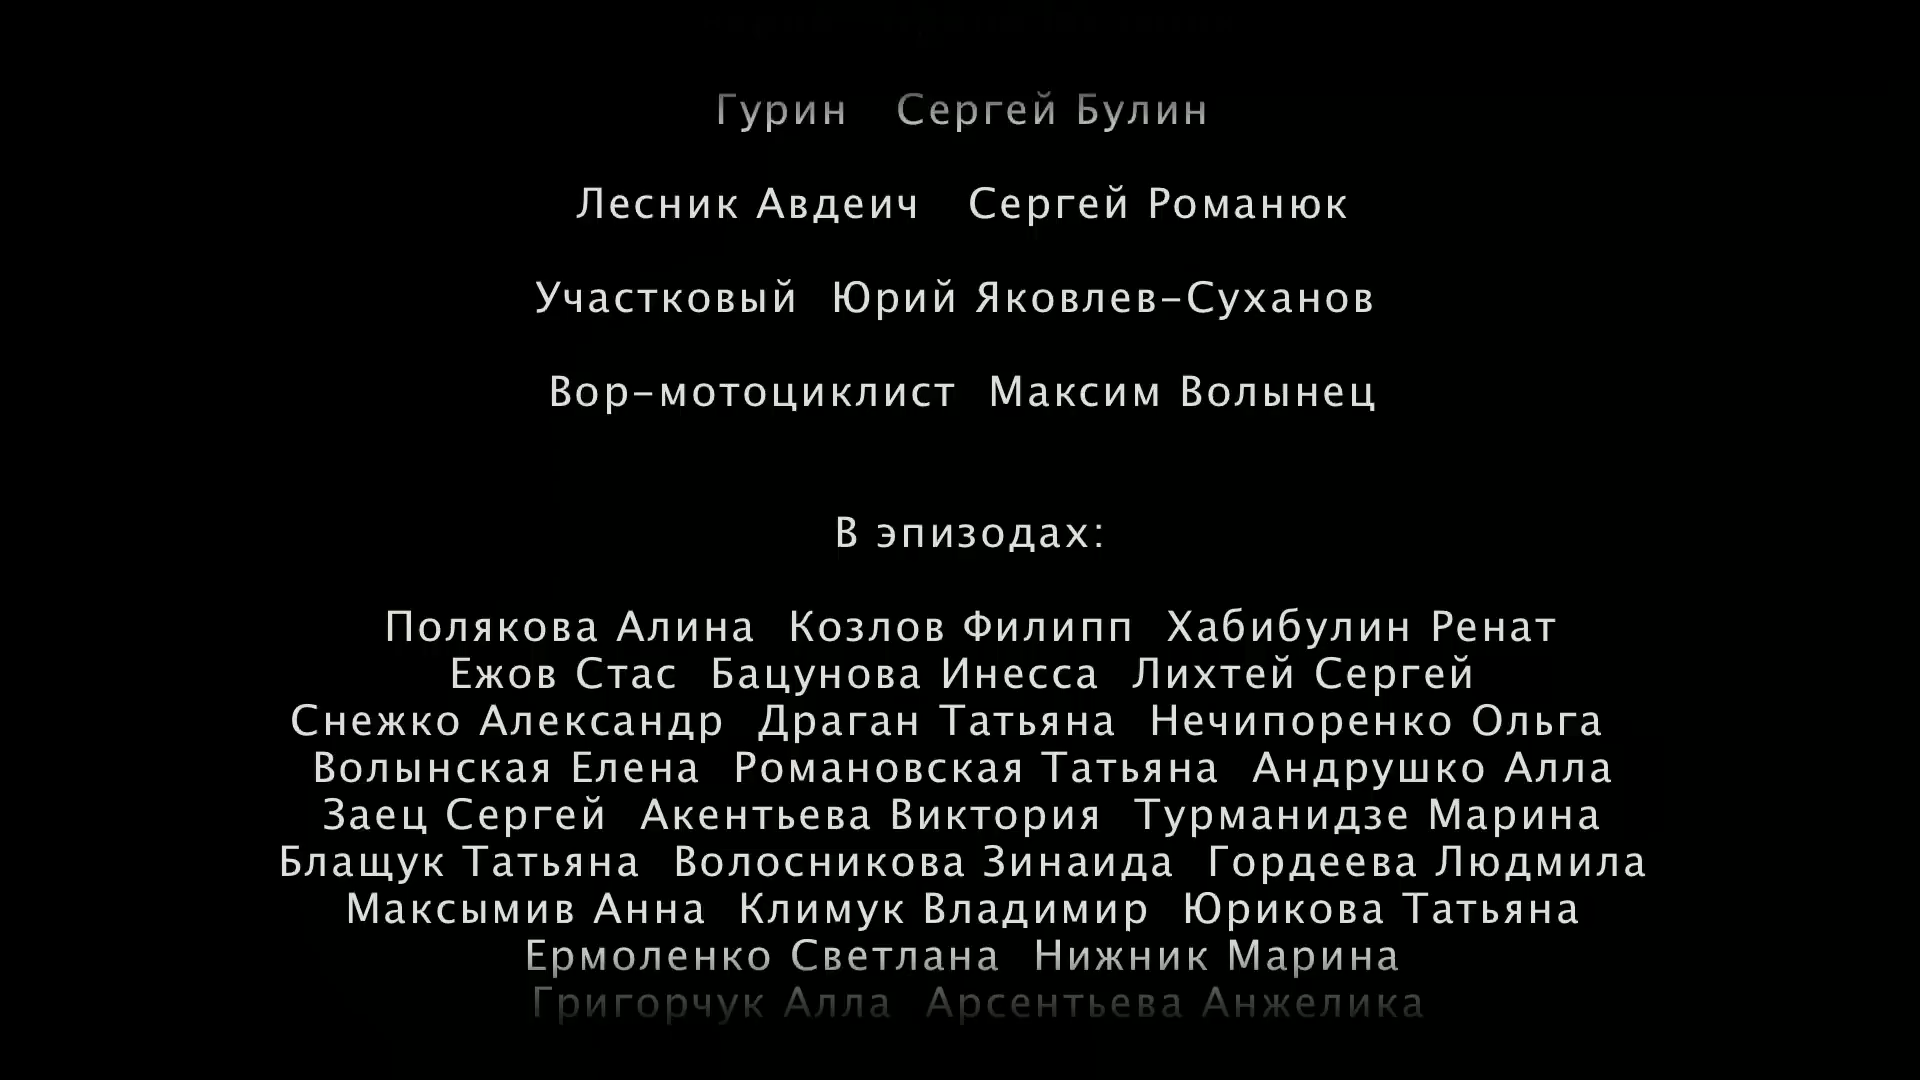 Гурин Сергей Булин
Лесник Авдеич Сергей Романюк
Участковый Юрий Яковлев-Суханов
Вор-мотоциклист Максим Волынец
В эпизодах:
Полякова Алина Козлов Филипп Хабибулин Ренат
Ежов Стас Бацунова Инесса Лихтей Сергей
Снежко Александр Драган Татьяна Нечипоренко Ольга
Волынская Елена Романовская Татьяна Андрушко Алла
Заец Сергей Акентьева Виктория Турманидзе Марина
Блащук Татьяна Волосникова Зинаида Гордеева Людмила
Максымив Анна Климук Владимир Юрикова Татьяна
Ермоленко Светлана Нижник Марина
Григорчук Алла Арсентьева Анжелика